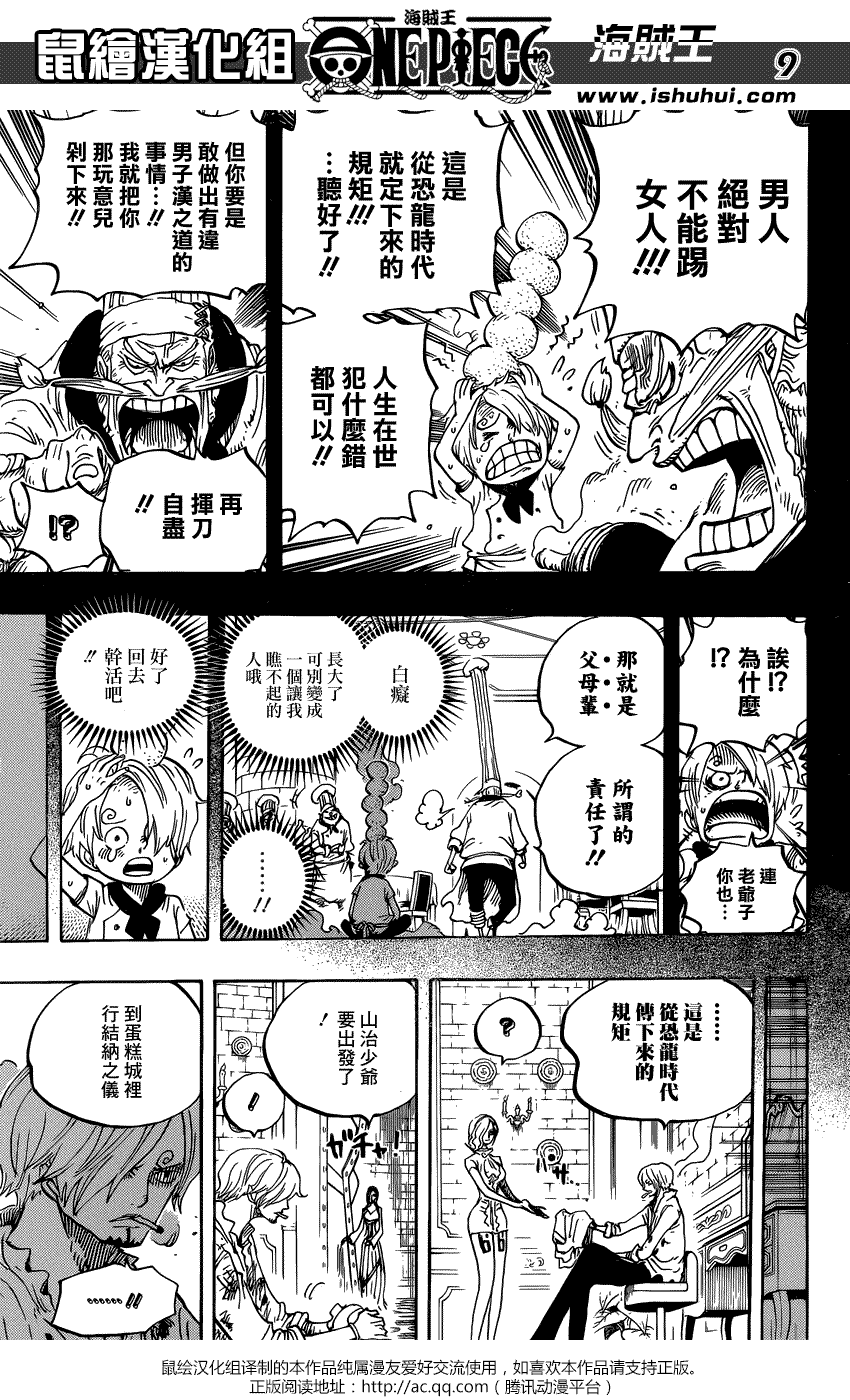 鼠繪漢化組
海賊王
ONE PIECE
海賊王
9
www.ishuhui.com
男人
絕對
不能踢
女人!!!
這是
從恐龍時代
就定下來的
規矩!!!
…聽好了!!
人生在世
犯什麼錯
都可以!!
但你要是
敢做出有違
男子漢之道的
事情…!!
我就把你
那玩意兒
剁下來!!
再
揮刀
自盡
!!
!?
誒!?
為什麼
!?
連
老爺子
你也…
那就是
父母輩
所謂的
責任了!!
白癡
長大了
可別變成
一個讓我
瞧不起的
人哦
……
好了
回去
幹活吧
!!
……
這是
從恐龍時代
傳下來的
規矩
?
サ…
山治少爺
要出發了
!
ガチャ!
!
66
到蛋糕城裡
行結納之儀
……!!
鼠绘汉化组译制的本作品纯属漫友爱好交流使用，如喜欢本作品请支持正版。
正版阅读地址：http://ac.qq.com（腾讯动漫平台）